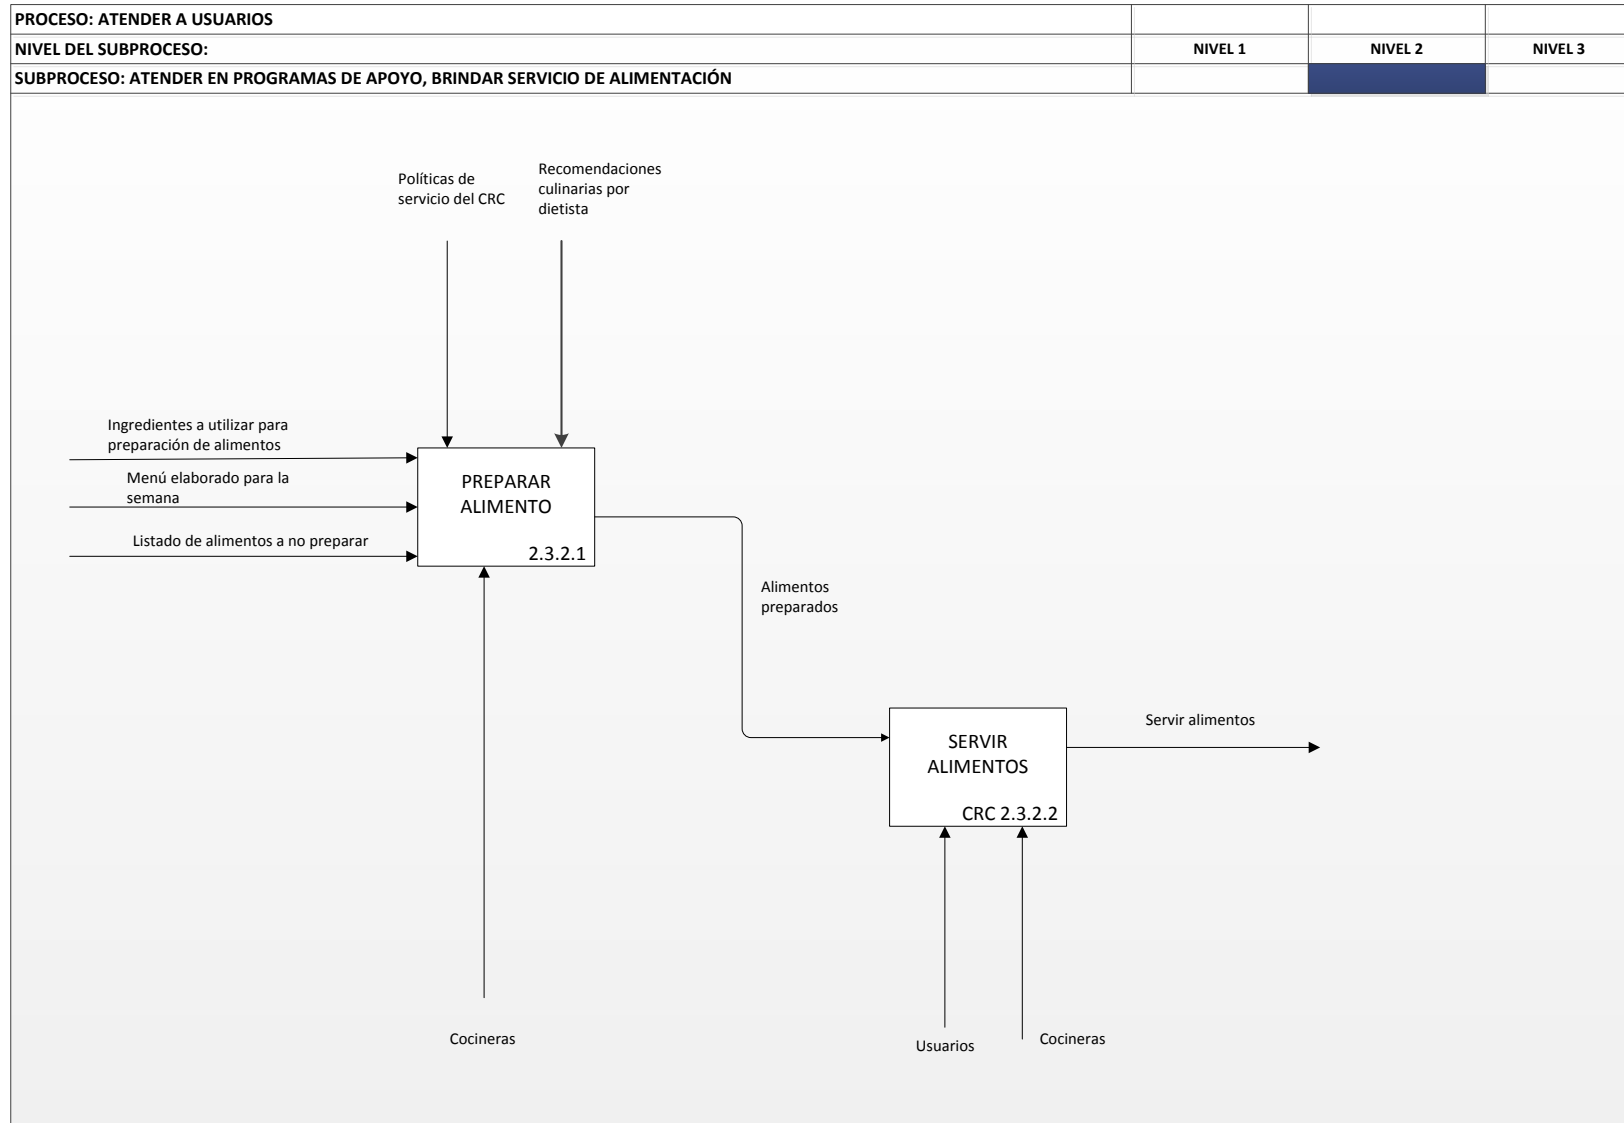 PROCESO: ATENDER A USUARIOS
NIVEL DEL SUBPROCESO:
NIVEL 1
NIVEL 2
NIVEL 3
SUBPROCESO: ATENDER EN PROGRAMAS DE APOYO, BRINDAR SERVICIO DE ALIMENTACIÓN
Políticas de
servicio del CRC
Recomendaciones
culinarias por
dietista
Ingredientes a utilizar para
preparación de alimentos
Menú elaborado para la
semana
Listado de alimentos a no preparar
PREPARAR
ALIMENTO
2.3.2.1
Alimentos
preparados
SERVIR
ALIMENTOS
CRC 2.3.2.2
Servir alimentos
Cocineras
Usuarios
Cocineras